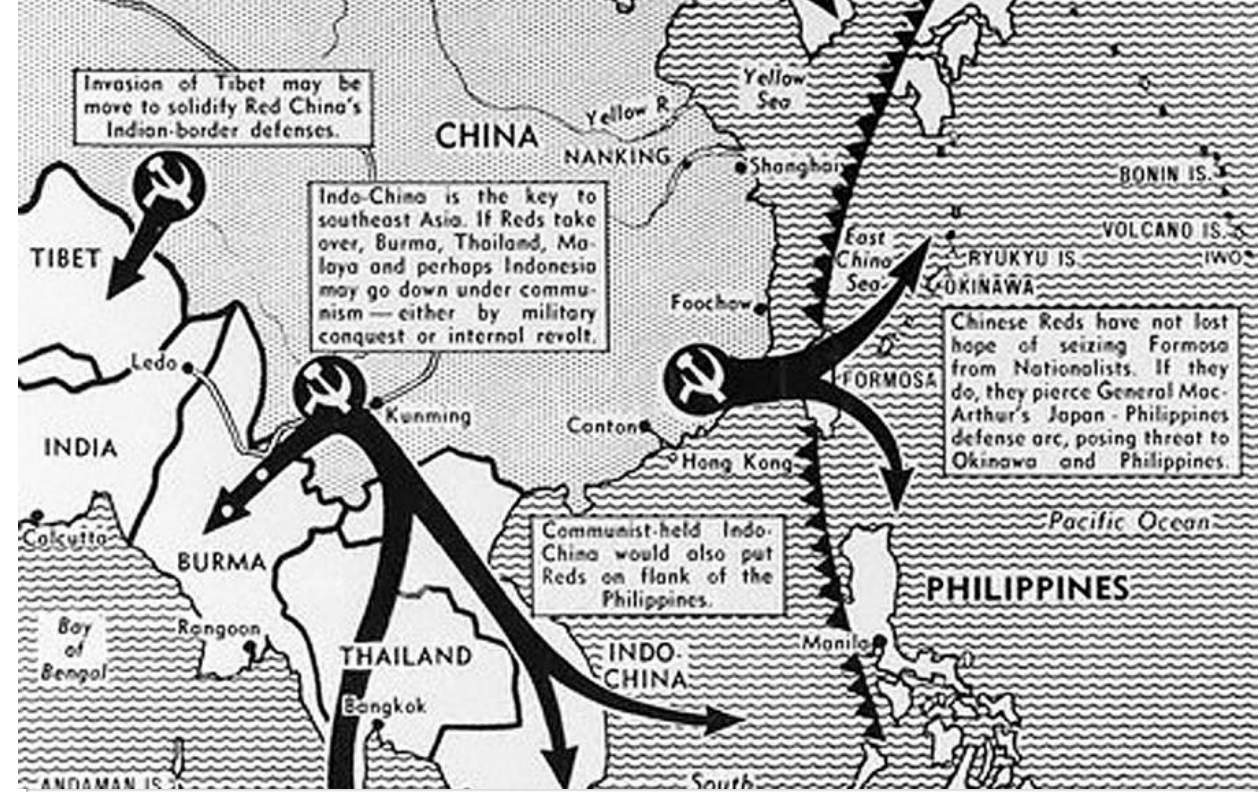 Invasion of Tibet may be
move to solidify Red China's
Indian-border defenses.
CHINA
Yellow R.
Yellow
Sea
NANKING
Shanghai
BONIN IS.
Indo-China is the key to
southeast Asia. If Reds take
over, Burma, Thailand, Ma-
laya and perhaps Indonesia
may go down under commu-
nism — either by military
conquest or internal revolt.
TIBET
East
China
Sea
VOLCANO IS.
IWO
RYUKYU IS.
OKINAWA
Foochow
Chinese Reds have not lost
hope of seizing Formosa
from Nationalists. If they
do, they pierce General Mac-
Arthur's Japan - Philippines
defense arc, posing threat to
Okinawa and Philippines.
Ledo
FORMOSA
Kunming
Canton
INDIA
Hong Kong
Calcutta
Pacific Ocean
Communist-held Indo-
China would also put
Reds on flank of the
Philippines.
BURMA
PHILIPPINES
Bay
of
Bengal
Rangoon
Manila
THAILAND
INDO-
CHINA
Bangkok
ANDAMAN IS.
South